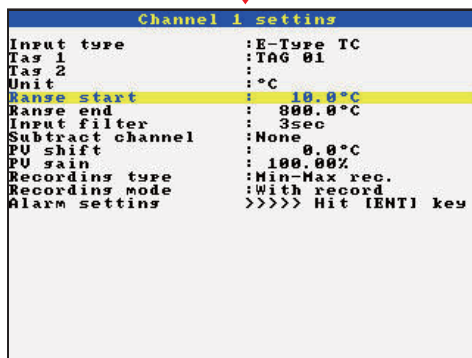 Channel 1 setting
Input type :E-Type TC
Tag 1 :TAG 01
Tag 2 :
Unit :°C
Range start : 10.0°C
Range end : 800.0°C
Input filter : 3sec
Subtract channel :None
PV shift : 0.0°C
PV gain : 100.00%
Recording type :Min-Max rec.
Recording mode :With record
Alarm setting >>>>> Hit [ENT] key